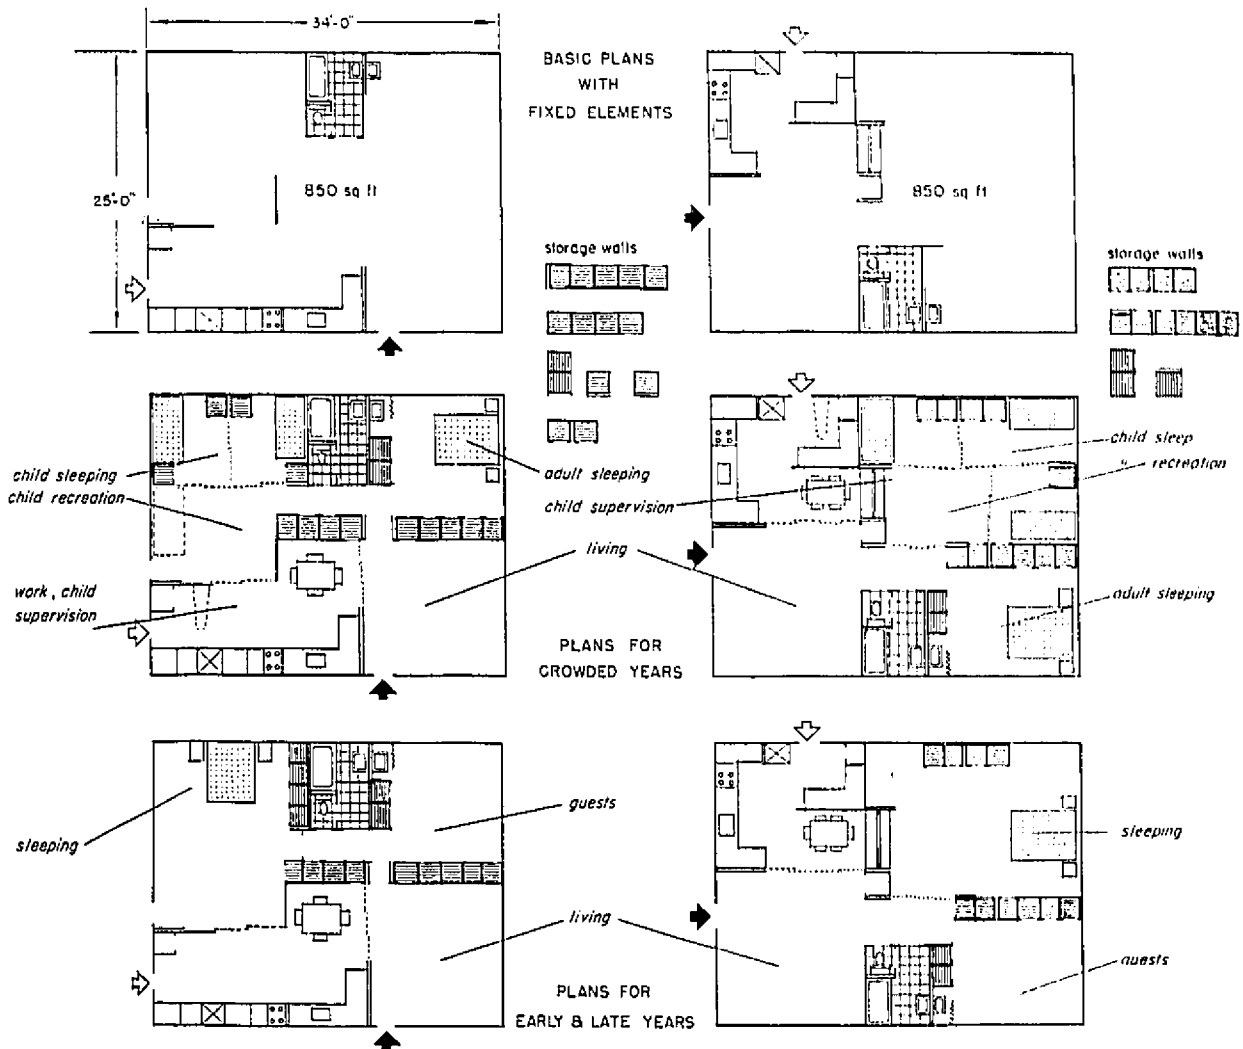 34'-0"
BASIC PLANS
WITH
FIXED ELEMENTS
25'-0"
850 sq ft
850 sq ft
storage walls
storage walls
child sleeping
child recreation
work, child
supervision
adult sleeping
child supervision
living
child sleep
" recreation
adult sleeping
PLANS FOR
CROWDED YEARS
sleeping
guests
living
sleeping
guests
PLANS FOR
EARLY & LATE YEARS